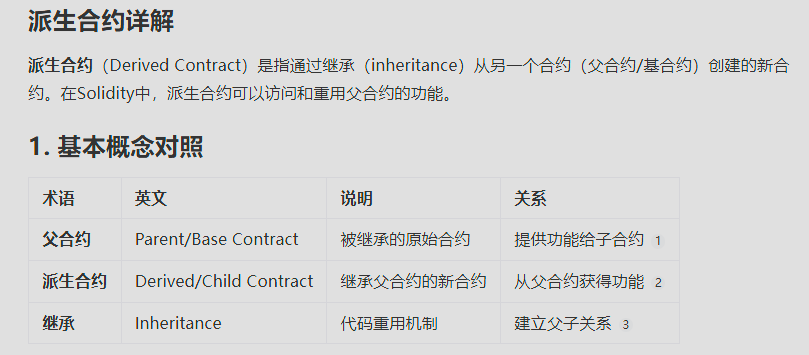 派生合约详解
派生合约（Derived Contract）是指通过继承（inheritance）从另一个合约（父合约/基合约）创建的新合
约。在Solidity中，派生合约可以访问和重用父合约的功能。
1. 基本概念对照
术语 英文 说明 关系
父合约 Parent/Base Contract 被继承的原始合约 提供功能给子合约 1
派生合约 Derived/Child Contract 继承父合约的新合约 从父合约获得功能 2
继承 Inheritance 代码重用机制 建立父子关系 3